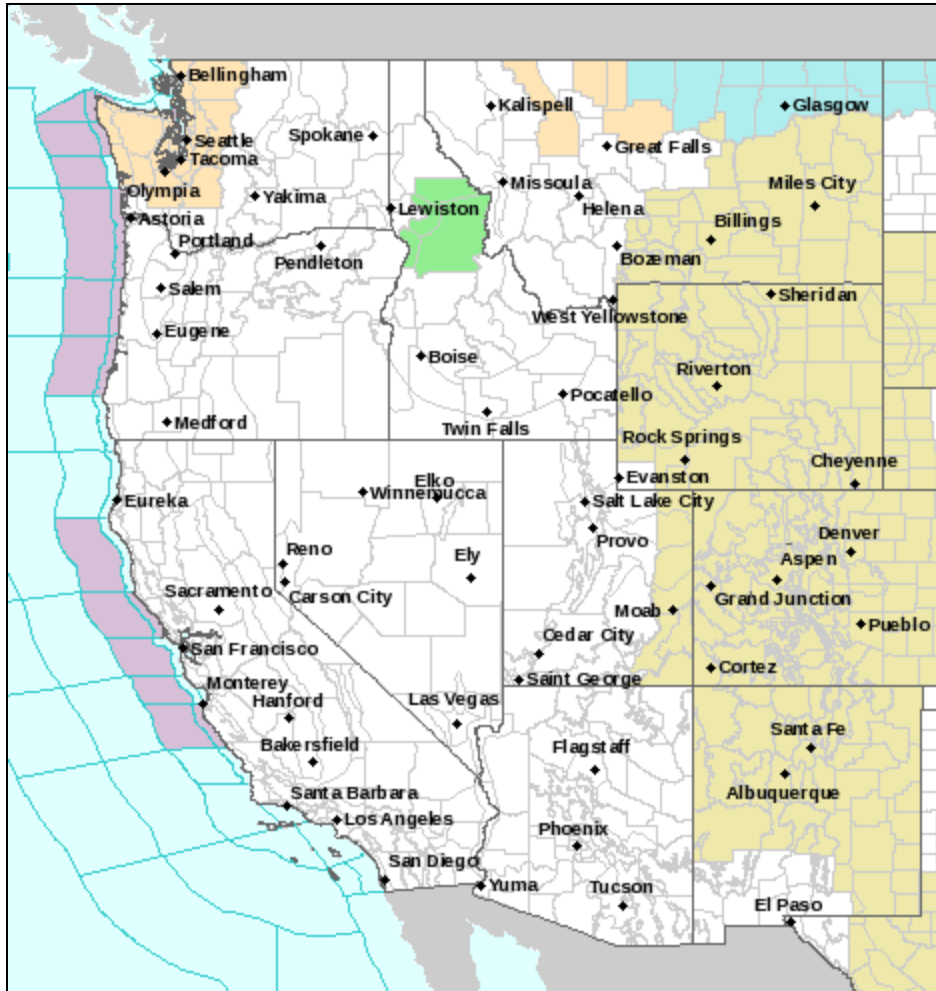 Bellingham
Kalispell
Glasgow
Spokane
Seattle
Great Falls
Tacoma
Olympia
Missoula
Miles City
Yakima
Lewiston
Helena
Astoria
Billings
Portland
Pendleton
Bozeman
Salem
Sheridan
West Yellowstone
Eugene
Boise
Riverton
Pocatello
Medford
Twin Falls
Rock Springs
Cheyenne
Elko
Evanston
Winnemucca
Eureka
Salt Lake City
Denver
Provo
Reno
Ely
Aspen
Sacramento
Carson City
Grand Junction
Moab
Pueblo
Cedar City
San Francisco
Cortez
Saint George
Monterey
Hanford
Las Vegas
Santa Fe
Bakersfield
Flagstaff
Albuquerque
Santa Barbara
Los Angeles
Phoenix
San Diego
Yuma
Tucson
El Paso